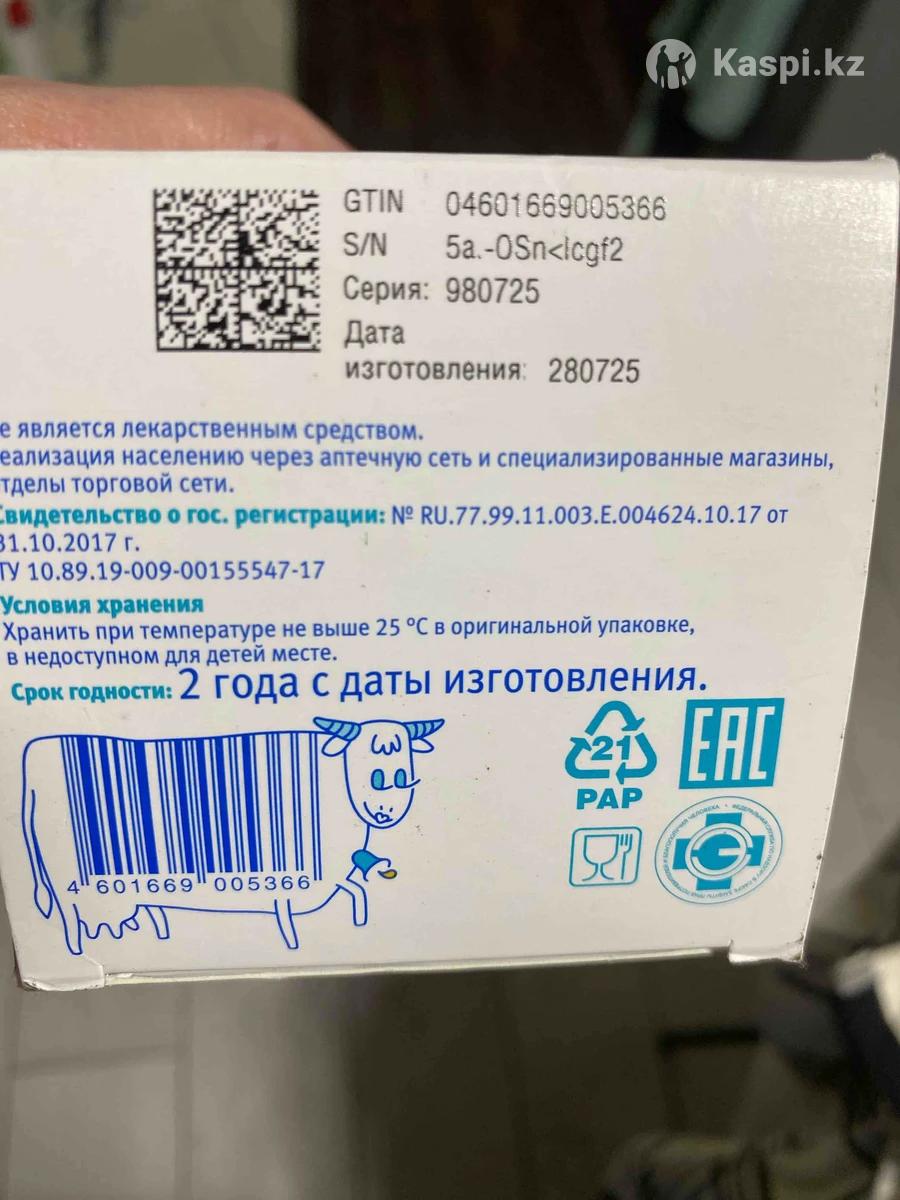 Kaspi.kz
GTIN 04601669005366
S/N 5a.-OSn<lcgf2
Серия: 980725
Дата
изготовления: 280725
е является лекарственным средством.
еализация населению через аптечную сеть и специализированные магазины,
тделы торговой сети.
Свидетельство о гос. регистрации: № RU.77.99.11.003.Е.004624.10.17 от
31.10.2017 г.
ТУ 10.89.19-009-00155547-17
Условия хранения
Хранить при температуре не выше 25 °С в оригинальной упаковке,
в недоступном для детей месте.
Срок годности: 2 года с даты изготовления.
21
PAP
EAC
4 601669 005366